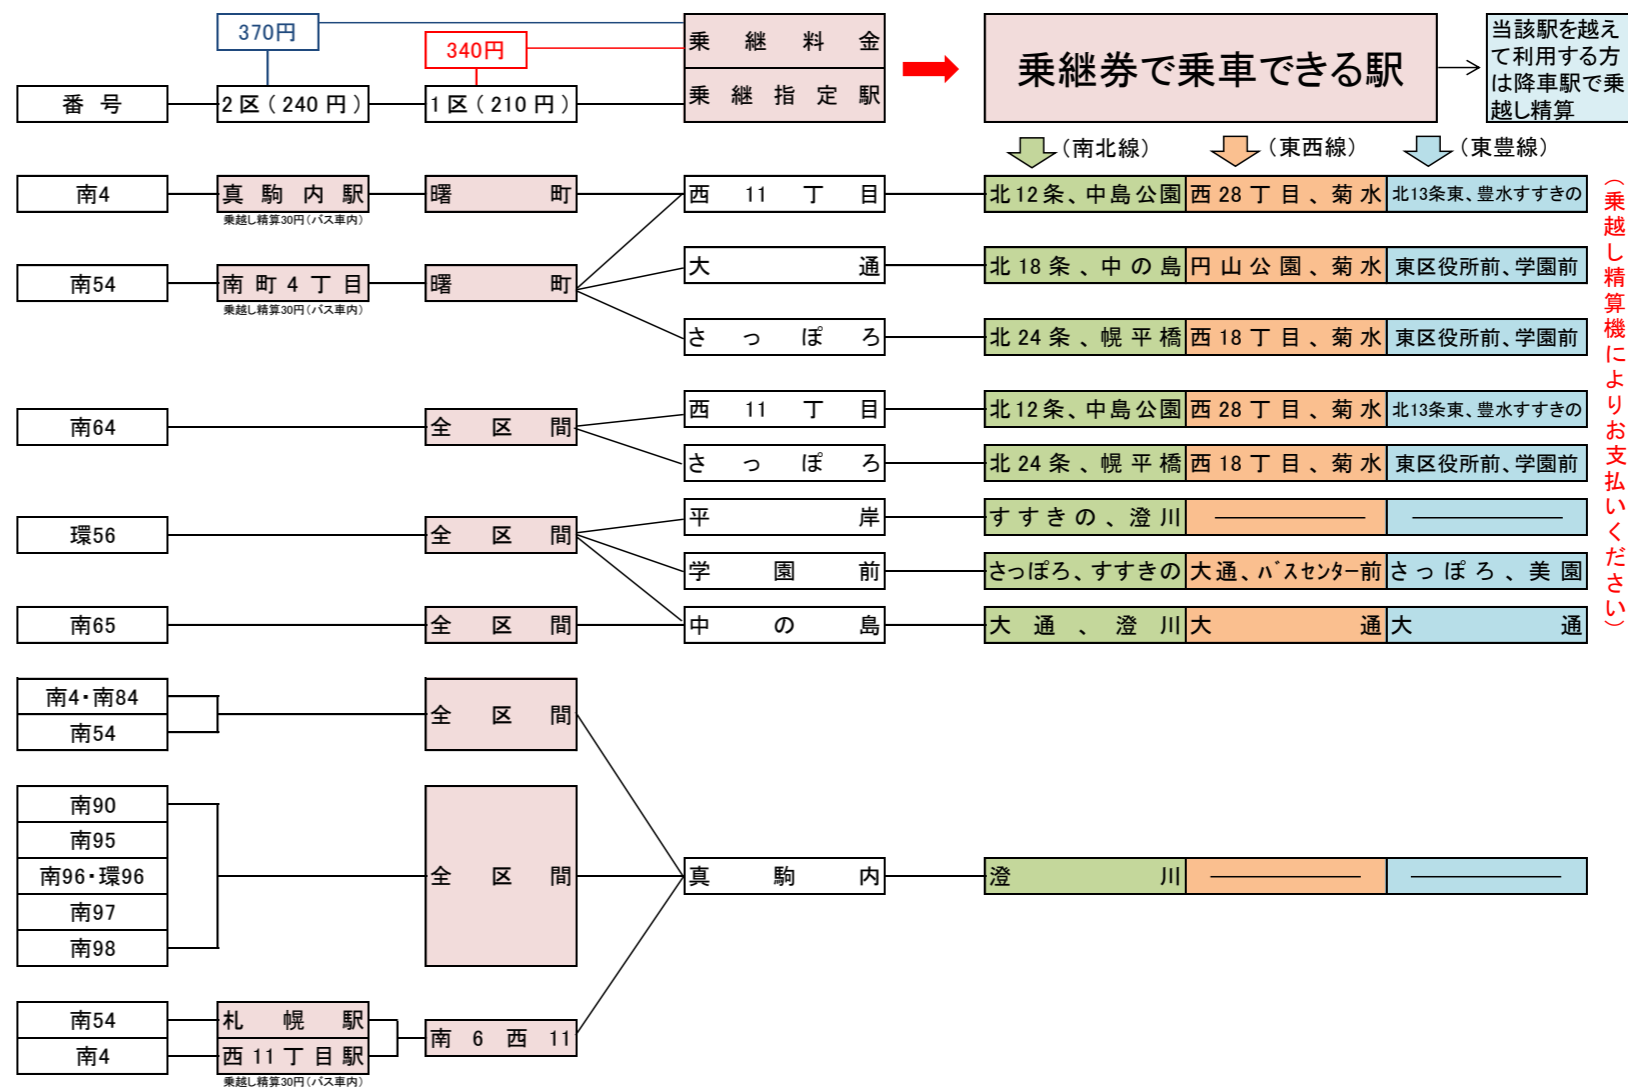 370円
340円
乗継料金
乗継指定駅
乗継券で乗車できる駅
当該駅を越え
て利用する方
は降車駅で乗
越し精算
番号
2区(240円)
1区(210円)
(南北線)
(東西線)
(東豊線)
南4
真駒内駅
乗越し精算30円(バス車内)
曙町
西11丁目
北12条、中島公園
西28丁目、菊水
北13条東、豊水すすきの
大通
北18条、中の島
円山公園、菊水
東区役所前、学園前
南54
南町4丁目
乗越し精算30円(バス車内)
曙町
さっぽろ
北24条、幌平橋
西18丁目、菊水
東区役所前、学園前
南64
全区間
西11丁目
北12条、中島公園
西28丁目、菊水
北13条東、豊水すすきの
さっぽろ
北24条、幌平橋
西18丁目、菊水
東区役所前、学園前
環56
全区間
平岸
すすきの、澄川
学園前
さっぽろ、すすきの
大通、バスセンター前
さっぽろ、美園
南65
全区間
中の島
大通、澄川
大通
大通
(乗越し精算機によりお支払いください)
南4・南84
南54
全区間
南90
南95
南96・環96
南97
南98
全区間
真駒内
澄川
南54
札幌駅
南4
西11丁目駅
乗越し精算30円(バス車内)
南6西11